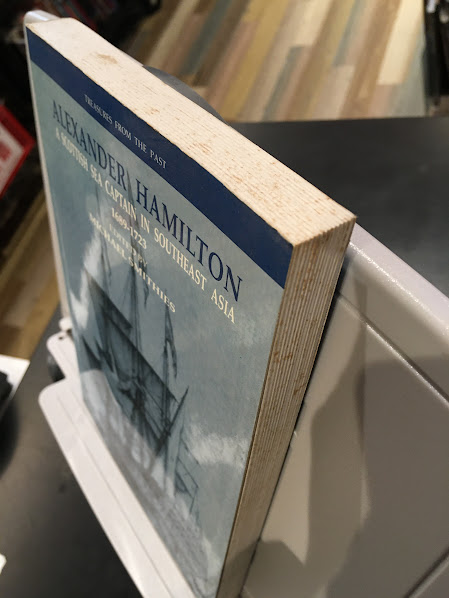 TREASURES FROM THE PAST
ALEXANDER HAMILTON
A SCOTTISH SEA CAPTAIN IN SOUTHEAST ASIA
1689-1723
MICHAEL SMITHIES